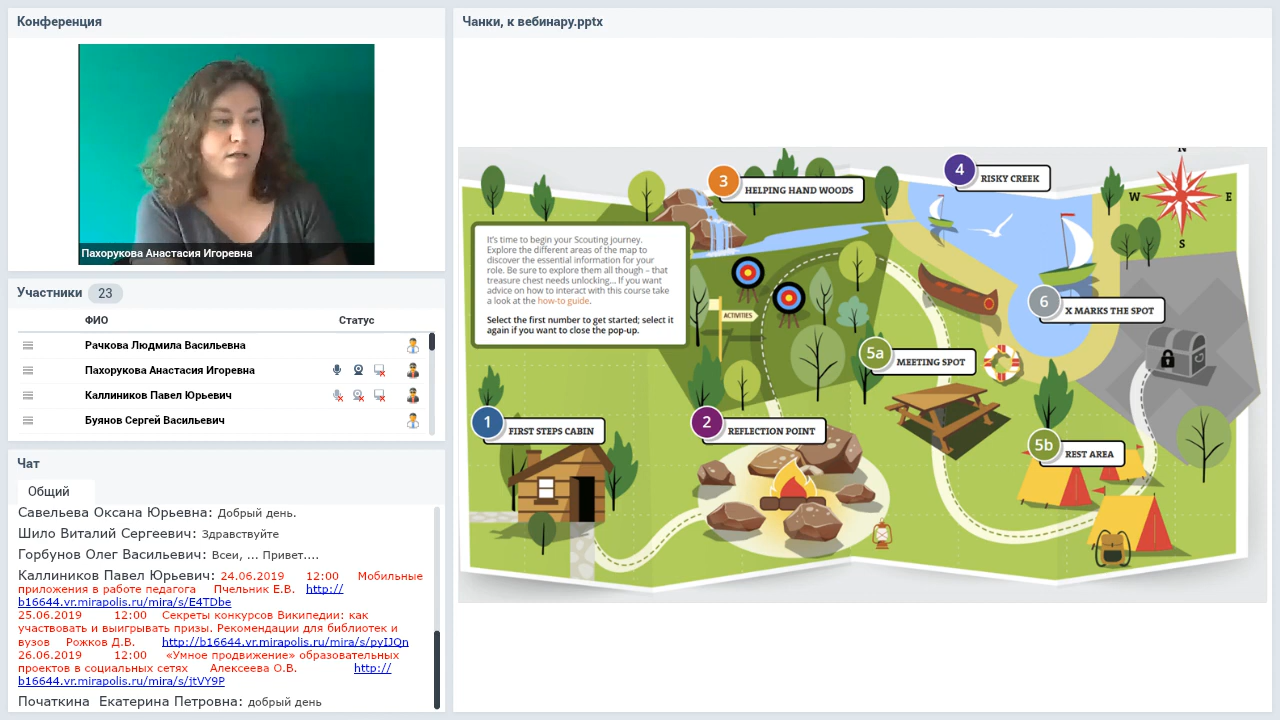 Конференция
Пахорукова Анастасия Игоревна
Участники 23
ФИО Статус
Рачкова Людмила Васильевна
Пахорукова Анастасия Игоревна
Каллиников Павел Юрьевич
Буянов Сергей Васильевич
Чат
Общий
Савельева Оксана Юрьевна: Добрый день.
Шило Виталий Сергеевич: Здравствуйте
Горбунов Олег Васильевич: Всеи, ... Привет....
Каллиников Павел Юрьевич: 24.06.2019 12:00 Мобильные
приложения в работе педагога Пчельник Е.В. http://
b16644.vr.mirapolis.ru/mira/s/E4TDbe
25.06.2019 12:00 Секреты конкурсов Википедии: как
участвовать и выигрывать призы. Рекомендации для библиотек и
вузов Рожков Д.В. http://b16644.vr.mirapolis.ru/mira/s/pyIJQn
26.06.2019 12:00 «Умное продвижение» образовательных
проектов в социальных сетях Алексеева О.В. http://
b16644.vr.mirapolis.ru/mira/s/jtVY9P
Початкина Екатерина Петровна: добрый день
Чанки, к вебинару.pptx
N
W E
S
3 HELPING HAND WOODS
4 RISKY CREEK
It's time to begin your Scouting journey.
Explore the different areas of the map to
discover the essential information for your
role. Be sure to explore them all though – that
treasure chest needs unlocking... If you want
advice on how to interact with this course take
a look at the how-to guide.
Select the first number to get started; select it
again if you want to close the pop-up.
ACTIVITIES
6 X MARKS THE SPOT
5a MEETING SPOT
1 FIRST STEPS CABIN
2 REFLECTION POINT
5b REST AREA